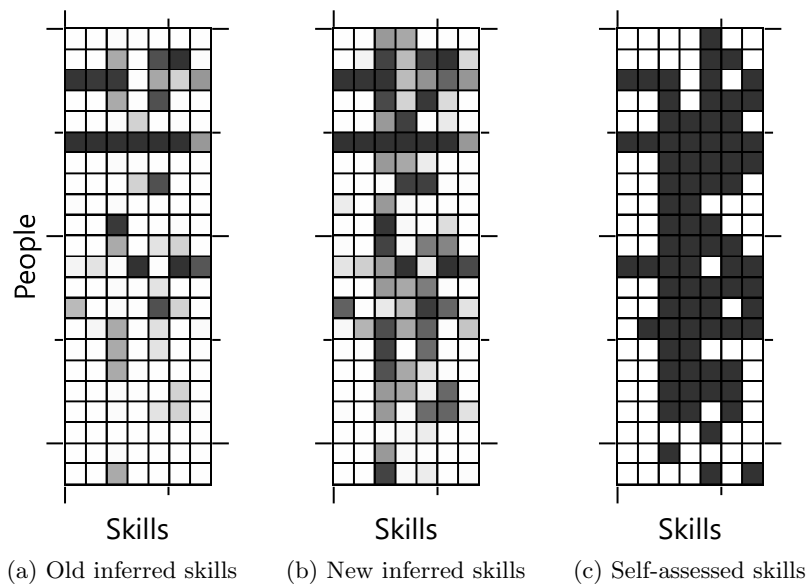 People
Skills
Skills
Skills
(a) Old inferred skills
(b) New inferred skills
(c) Self-assessed skills